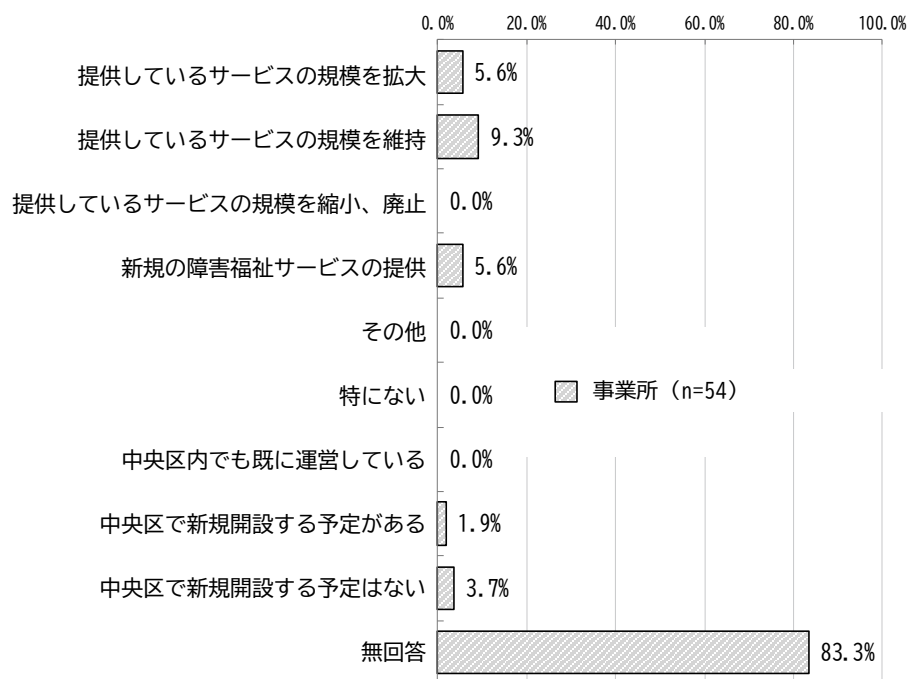 0.0% 20.0% 40.0% 60.0% 80.0% 100.0%
提供しているサービスの規模を拡大 5.6%
提供しているサービスの規模を維持 9.3%
提供しているサービスの規模を縮小、廃止 0.0%
新規の障害福祉サービスの提供 5.6%
その他 0.0%
特にない 0.0%
事業所（n=54）
中央区内でも既に運営している 0.0%
中央区で新規開設する予定がある 1.9%
中央区で新規開設する予定はない 3.7%
無回答 83.3%